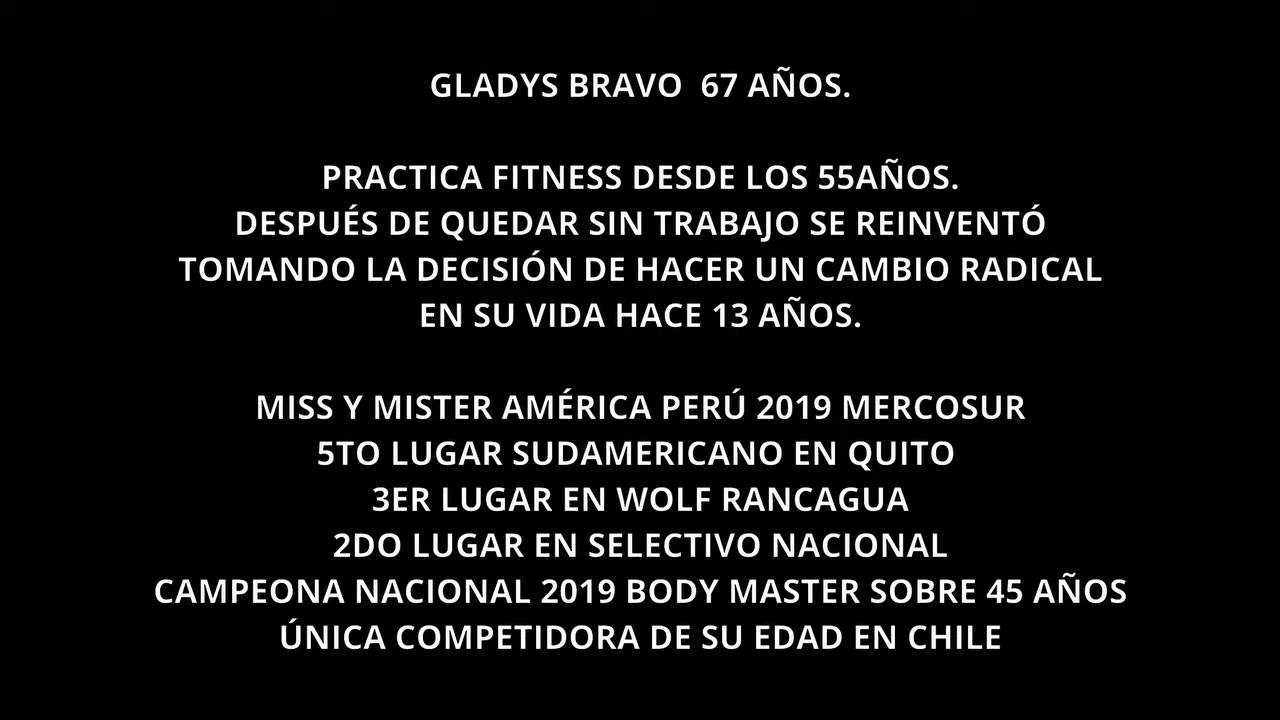 GLADYS BRAVO  67 AÑOS.
PRACTICA FITNESS DESDE LOS 55AÑOS.
DESPUÉS DE QUEDAR SIN TRABAJO SE REINVENTÓ
TOMANDO LA DECISIÓN DE HACER UN CAMBIO RADICAL
EN SU VIDA HACE 13 AÑOS.
MISS Y MISTER AMÉRICA PERÚ 2019 MERCOSUR
5TO LUGAR SUDAMERICANO EN QUITO
3ER LUGAR EN WOLF RANCAGUA
2DO LUGAR EN SELECTIVO NACIONAL
CAMPEONA NACIONAL 2019 BODY MASTER SOBRE 45 AÑOS
ÚNICA COMPETIDORA DE SU EDAD EN CHILE